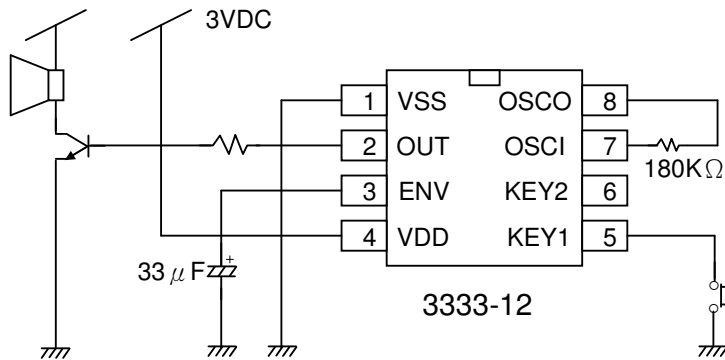 3VDC
1 VSS OSCO 8
2 OUT OSCI 7
180KΩ
3 ENV KEY2 6
4 VDD KEY1 5
33μF +
3333-12